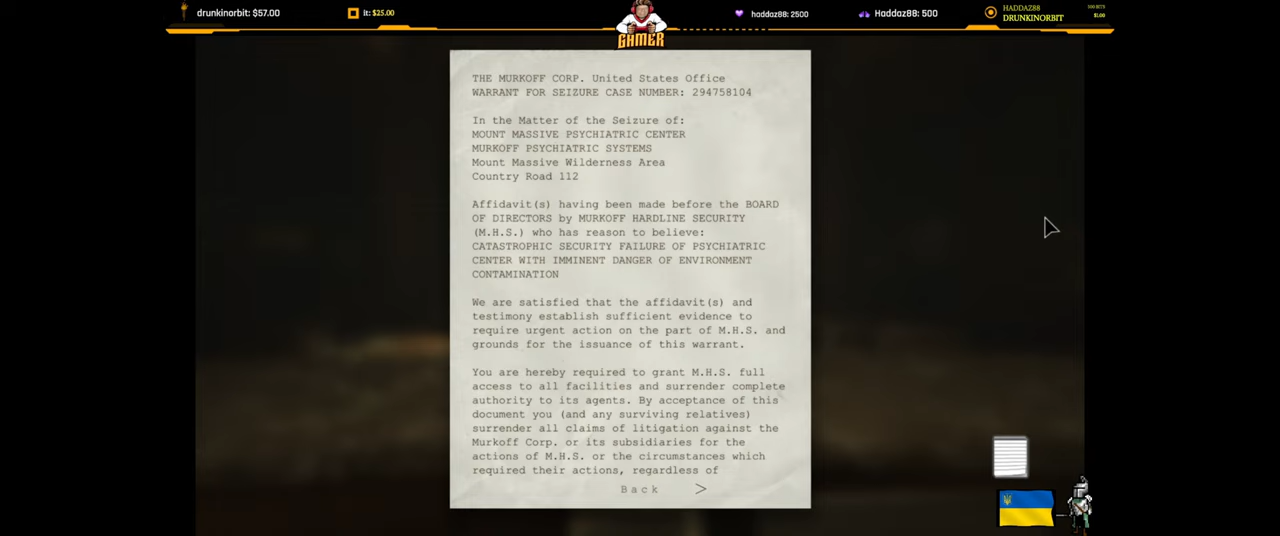 drunkinorbit: $57.00
it: $25.00
GAMER
haddaz88: 2500
Haddaz88: 500
HADDAZ88
DRUNKINORBIT
500 BITS
$1.00
THE MURKOFF CORP. United States Office
WARRANT FOR SEIZURE CASE NUMBER: 294758104
In the Matter of the Seizure of:
MOUNT MASSIVE PSYCHIATRIC CENTER
MURKOFF PSYCHIATRIC SYSTEMS
Mount Massive Wilderness Area
Country Road 112
Affidavit(s) having been made before the BOARD
OF DIRECTORS by MURKOFF HARDLINE SECURITY
(M.H.S.) who has reason to believe:
CATASTROPHIC SECURITY FAILURE OF PSYCHIATRIC
CENTER WITH IMMINENT DANGER OF ENVIRONMENT
CONTAMINATION
We are satisfied that the affidavit(s) and
testimony establish sufficient evidence to
require urgent action on the part of M.H.S. and
grounds for the issuance of this warrant.
You are hereby required to grant M.H.S. full
access to all facilities and surrender complete
authority to its agents. By acceptance of this
document you (and any surviving relatives)
surrender all claims of litigation against the
Murkoff Corp. or its subsidiaries for the
actions of M.H.S. or the circumstances which
required their actions, regardless of
Back >